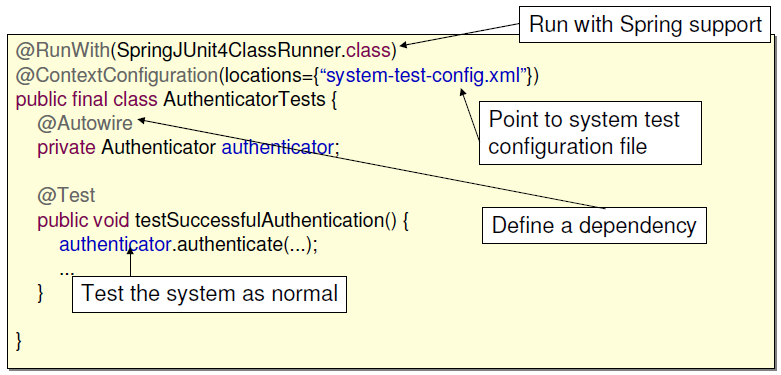 Run with Spring support
@RunWith(SpringJUnit4ClassRunner.class)
@ContextConfiguration(locations={“system-test-config.xml”})
public final class AuthenticatorTests {
@Autowire
Point to system test
configuration file
private Authenticator authenticator;
@Test
public void testSuccessfulAuthentication() {
Define a dependency
authenticator.authenticate(...);
...
Test the system as normal
}
}